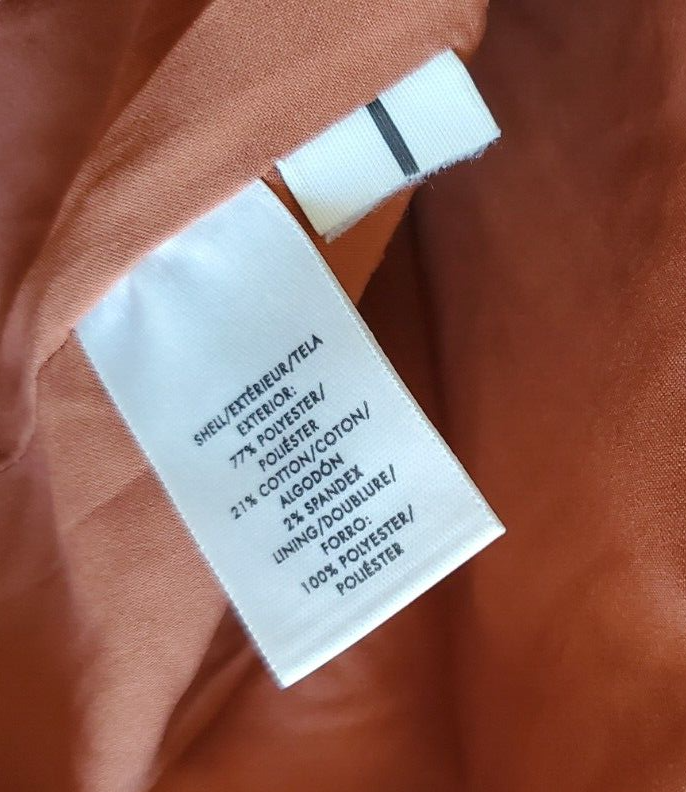 SHELL/EXTÉRIEUR/TELA
EXTERIOR:
77% POLYESTER/
POLIÉSTER
21% COTTON/COTON/
ALGODÓN
2% SPANDEX
LINING/DOUBLURE/
FORRO:
100% POLYESTER/
POLIÉSTER